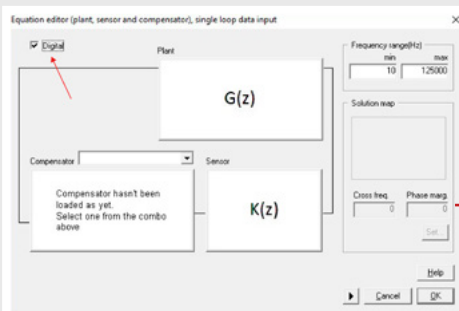 Equation editor (plant, sensor and compensator), single loop data input
Digital
Plant
G(z)
Frequency range(Hz)
min max
10 125000
Solution map
Compensator
Sensor
Compensator hasn't been
loaded as yet.
Select one from the combo
above
K(z)
Cross freq. Phase marg.
0 0
Set...
Help
Cancel OK